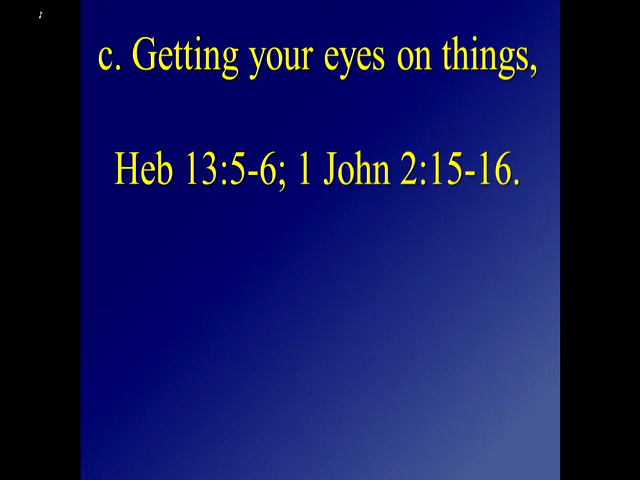 c. Getting your eyes on things,
Heb 13:5-6; 1 John 2:15-16.